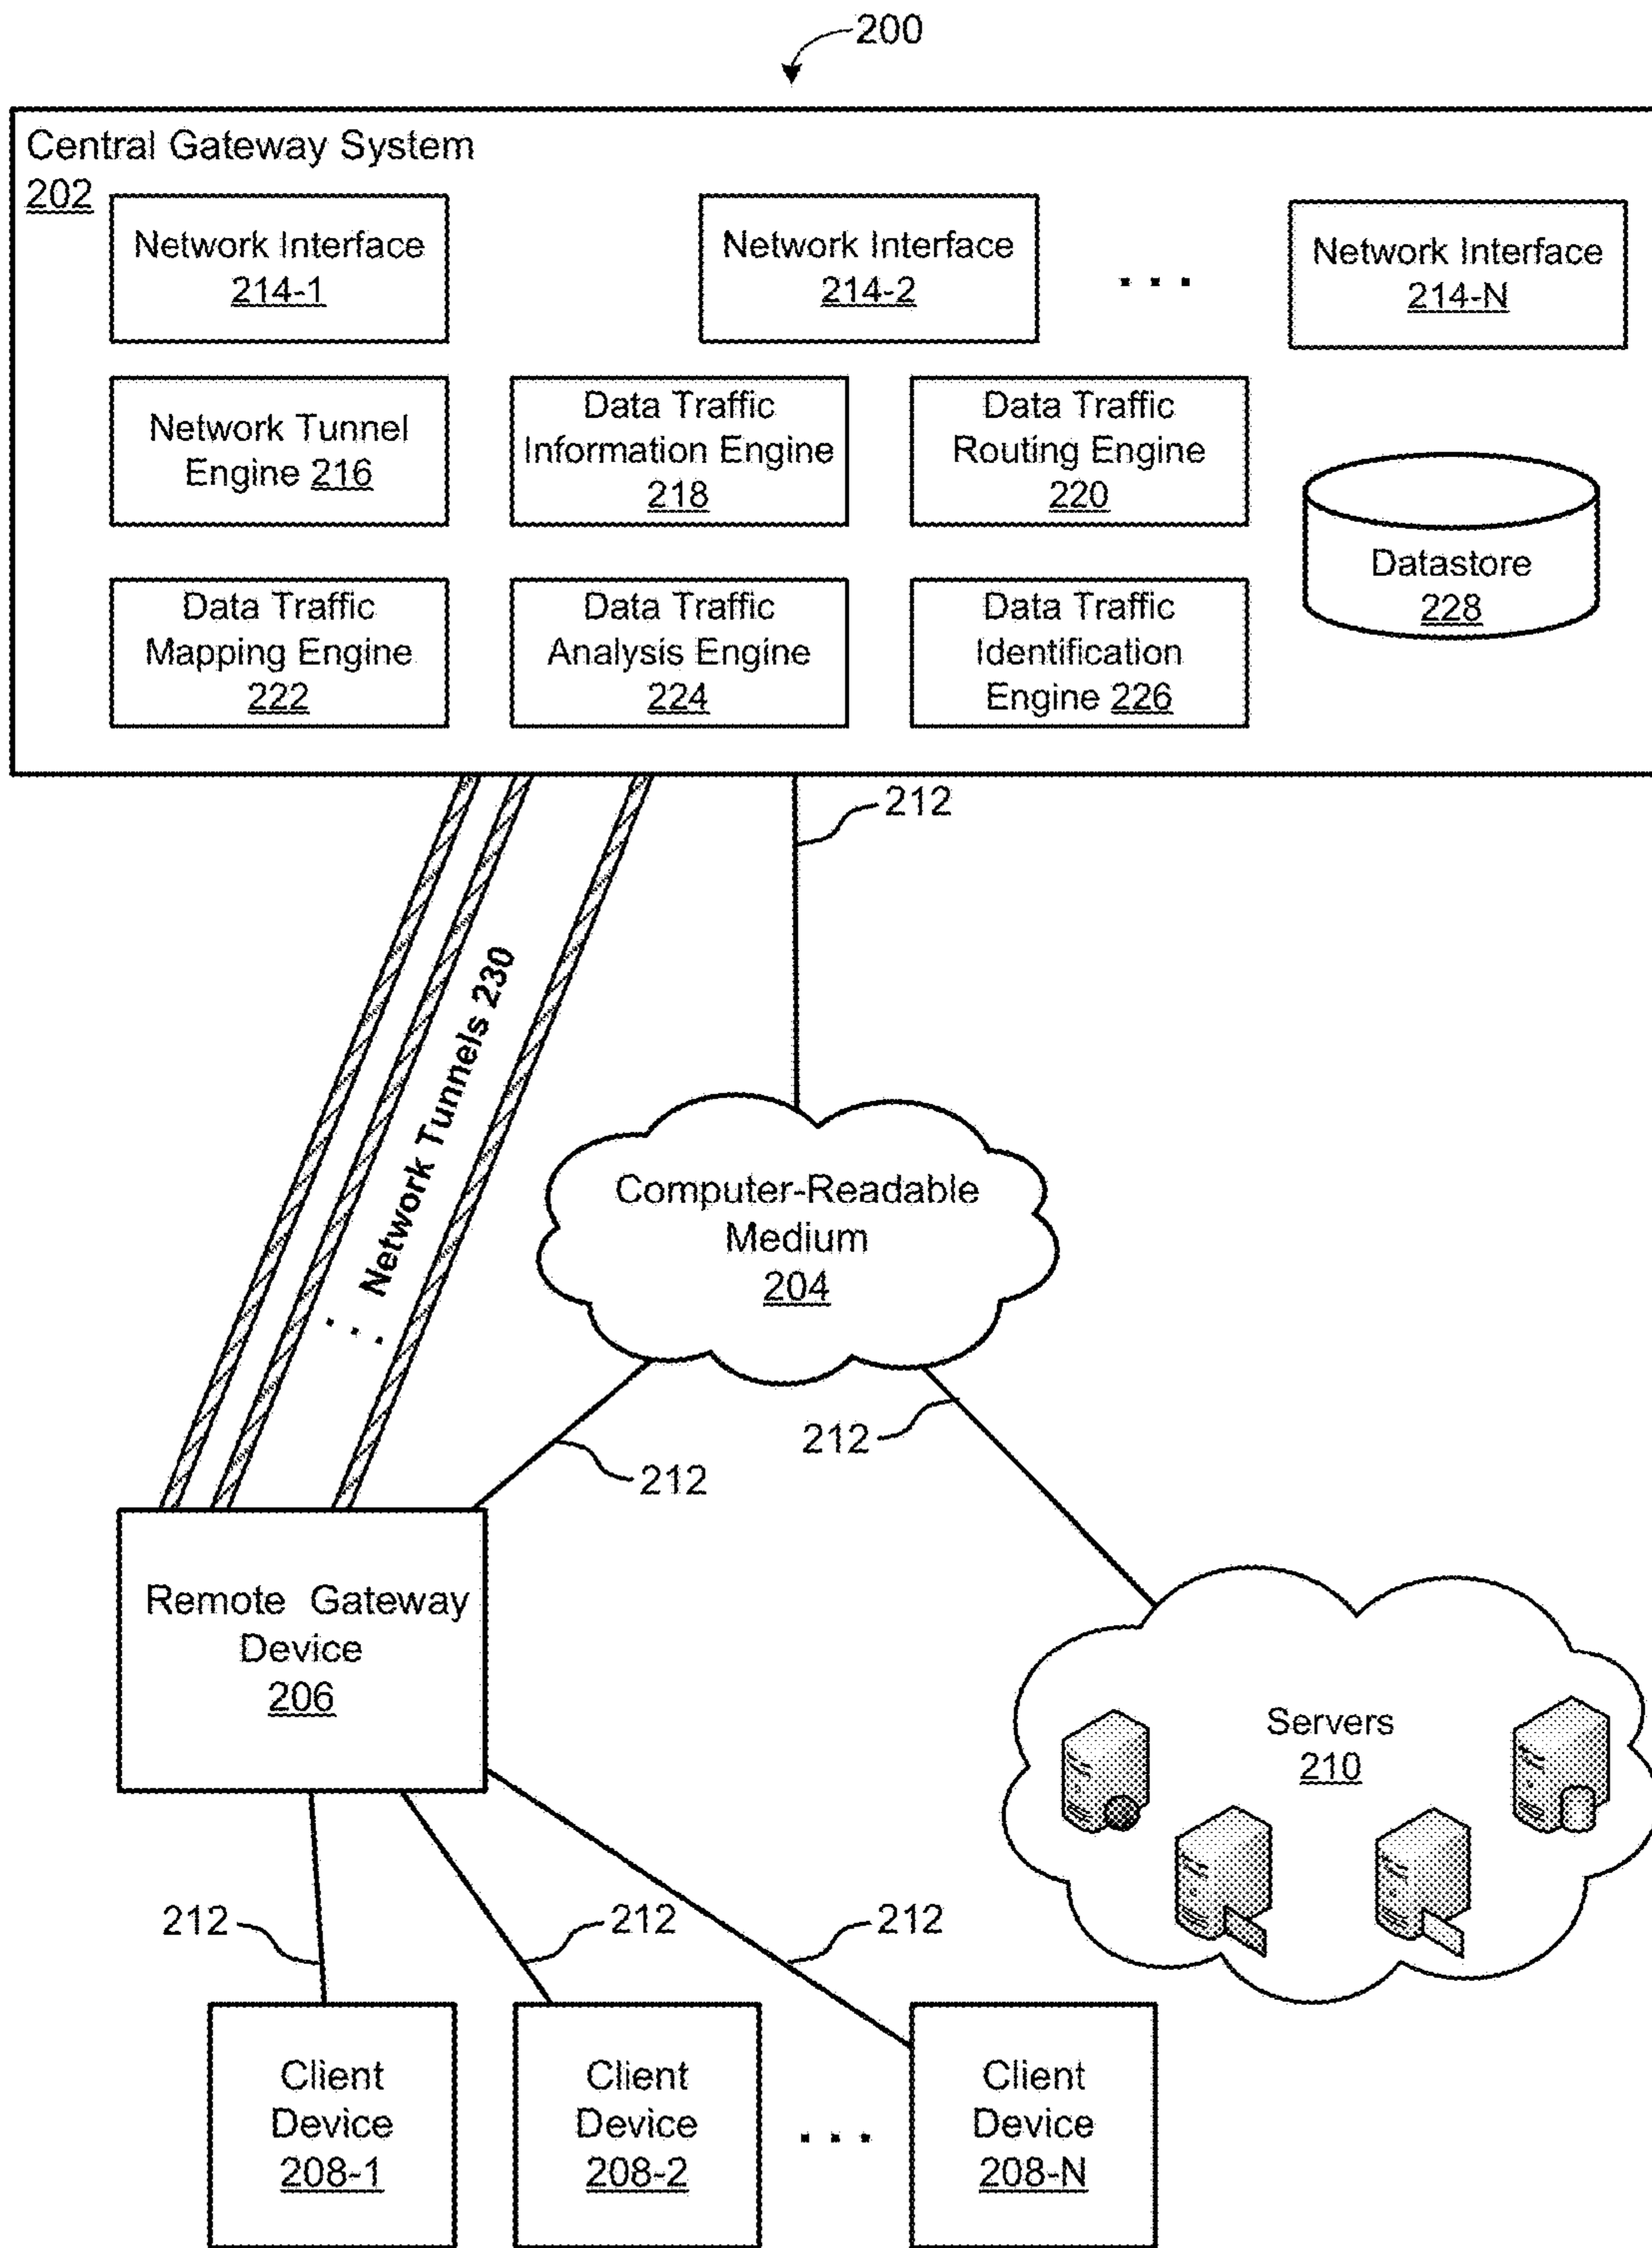 200
Central Gateway System
202
Network Interface
214-1
Network Interface
214-2
. . .
Network Interface
214-N
Network Tunnel
Engine 216
Data Traffic
Information Engine
218
Data Traffic
Routing Engine
220
Datastore
228
Data Traffic
Mapping Engine
222
Data Traffic
Analysis Engine
224
Data Traffic
Identification
Engine 226
212
Network Tunnels 230
. . .
Computer-Readable
Medium
204
212
212
Remote Gateway
Device
206
Servers
210
212
212
212
Client
Device
208-1
Client
Device
208-2
. . .
Client
Device
208-N